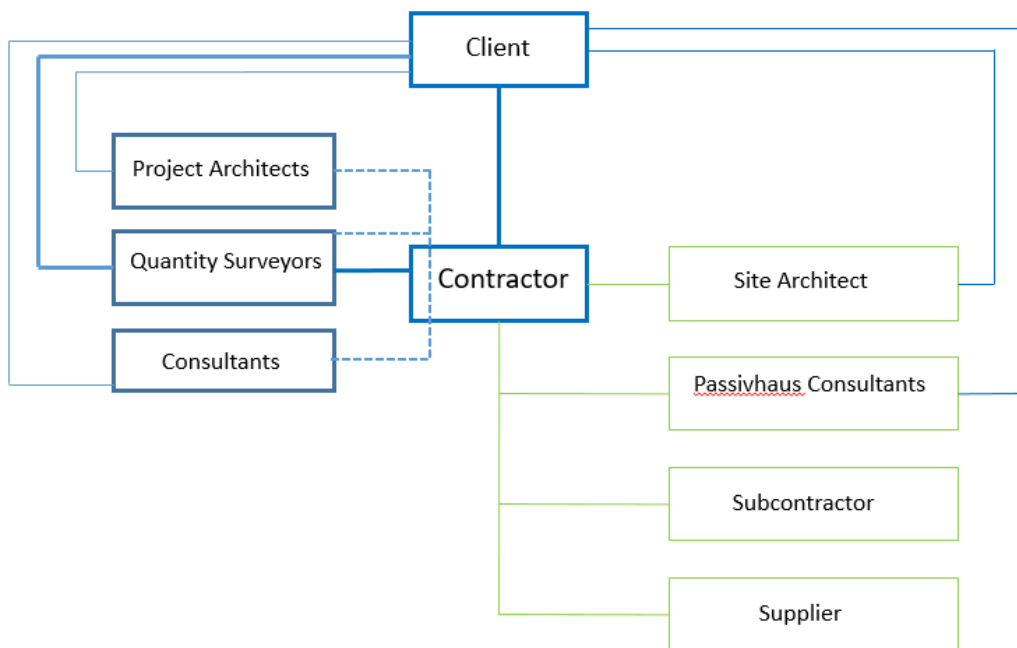 Client
Project Architects
Quantity Surveyors
Contractor
Site Architect
Consultants
Passivhaus Consultants
Subcontractor
Supplier